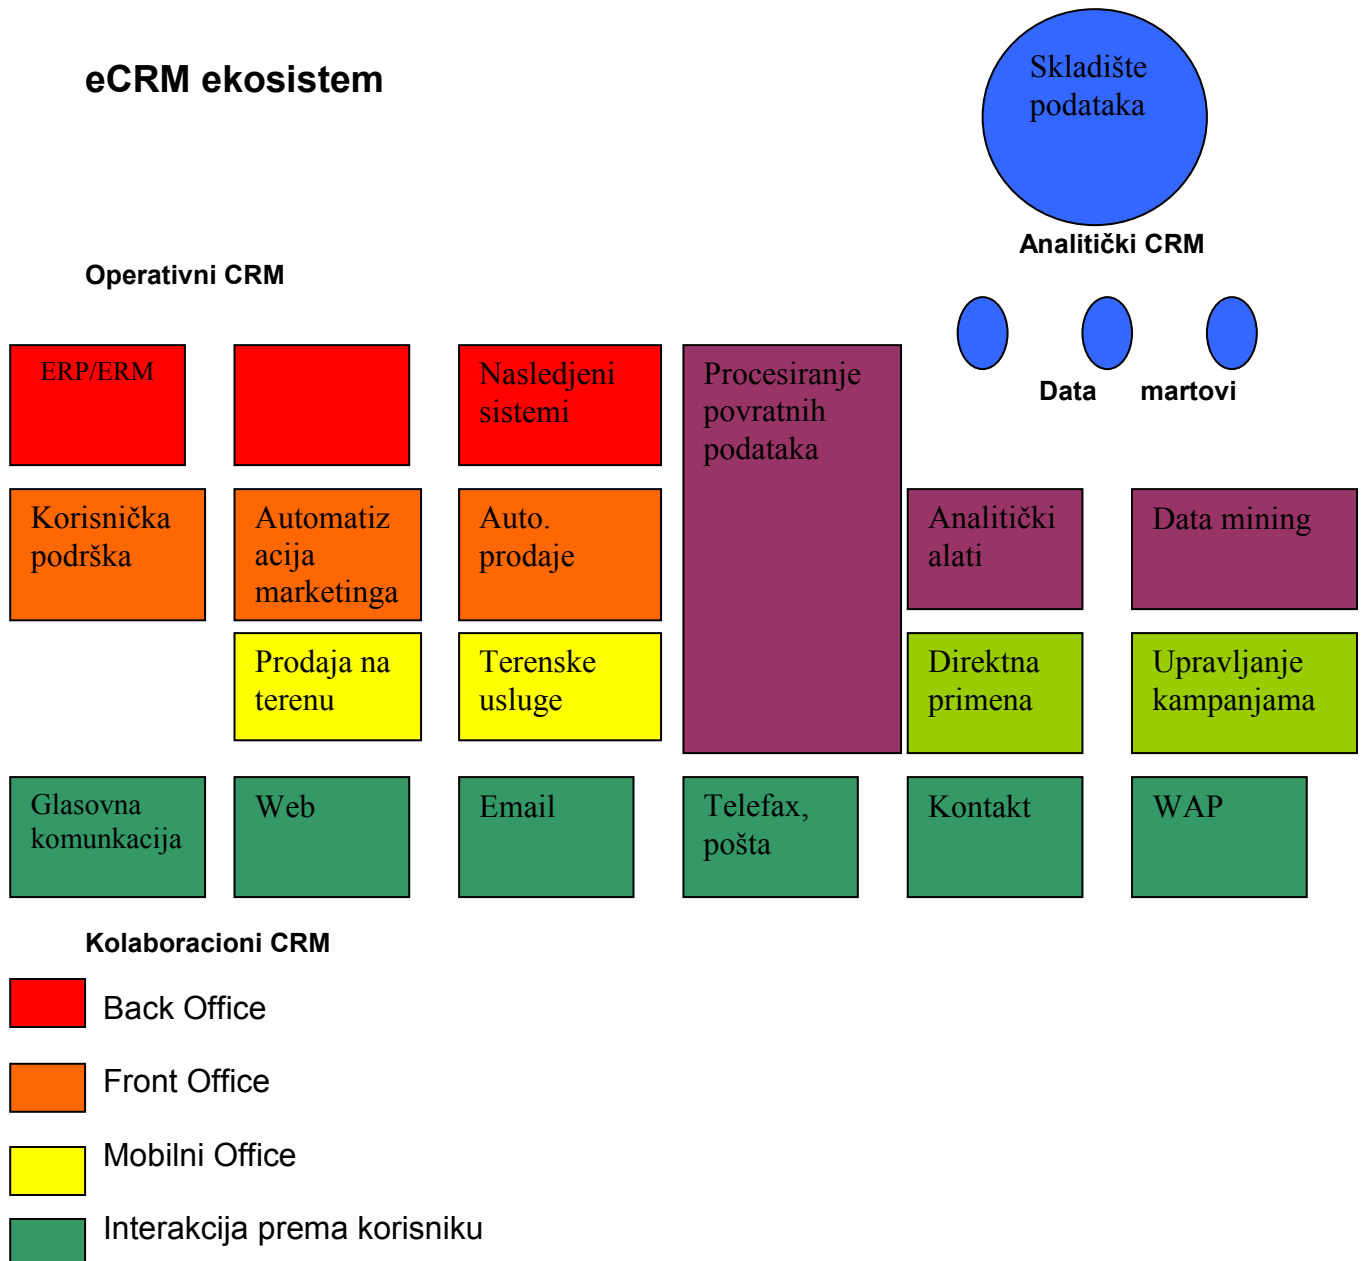 eCRM ekosistem
Skladište
podataka
Analitički CRM
Operativni CRM
Data martovi
ERP/ERM
Nasledjeni
sistemi
Procesiranje
povratnih
podataka
Korisnička
podrška
Automatiz
acija
marketinga
Auto.
prodaje
Analitički
alati
Data mining
Prodaja na
terenu
Terenske
usluge
Direktna
primena
Upravljanje
kampanjama
Glasovna
komunkacija
Web
Email
Telefax,
pošta
Kontakt
WAP
Kolaboracioni CRM
Back Office
Front Office
Mobilni Office
Interakcija prema korisniku